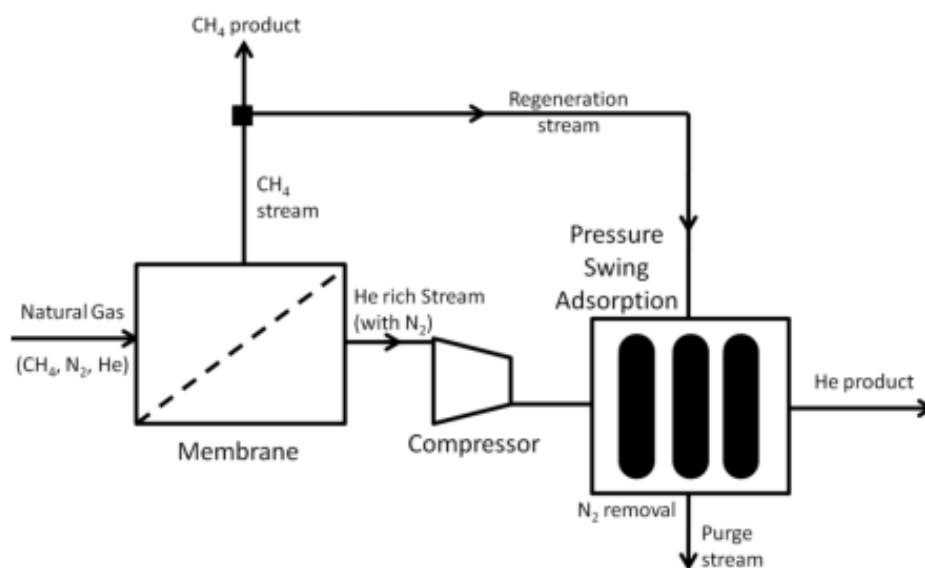 CH₄ product
Regeneration
stream
CH₄
stream
Pressure
Swing
Adsorption
Natural Gas
(CH₄, N₂, He)
He rich Stream
(with N₂)
He product
Compressor
Membrane
N₂ removal
Purge
stream